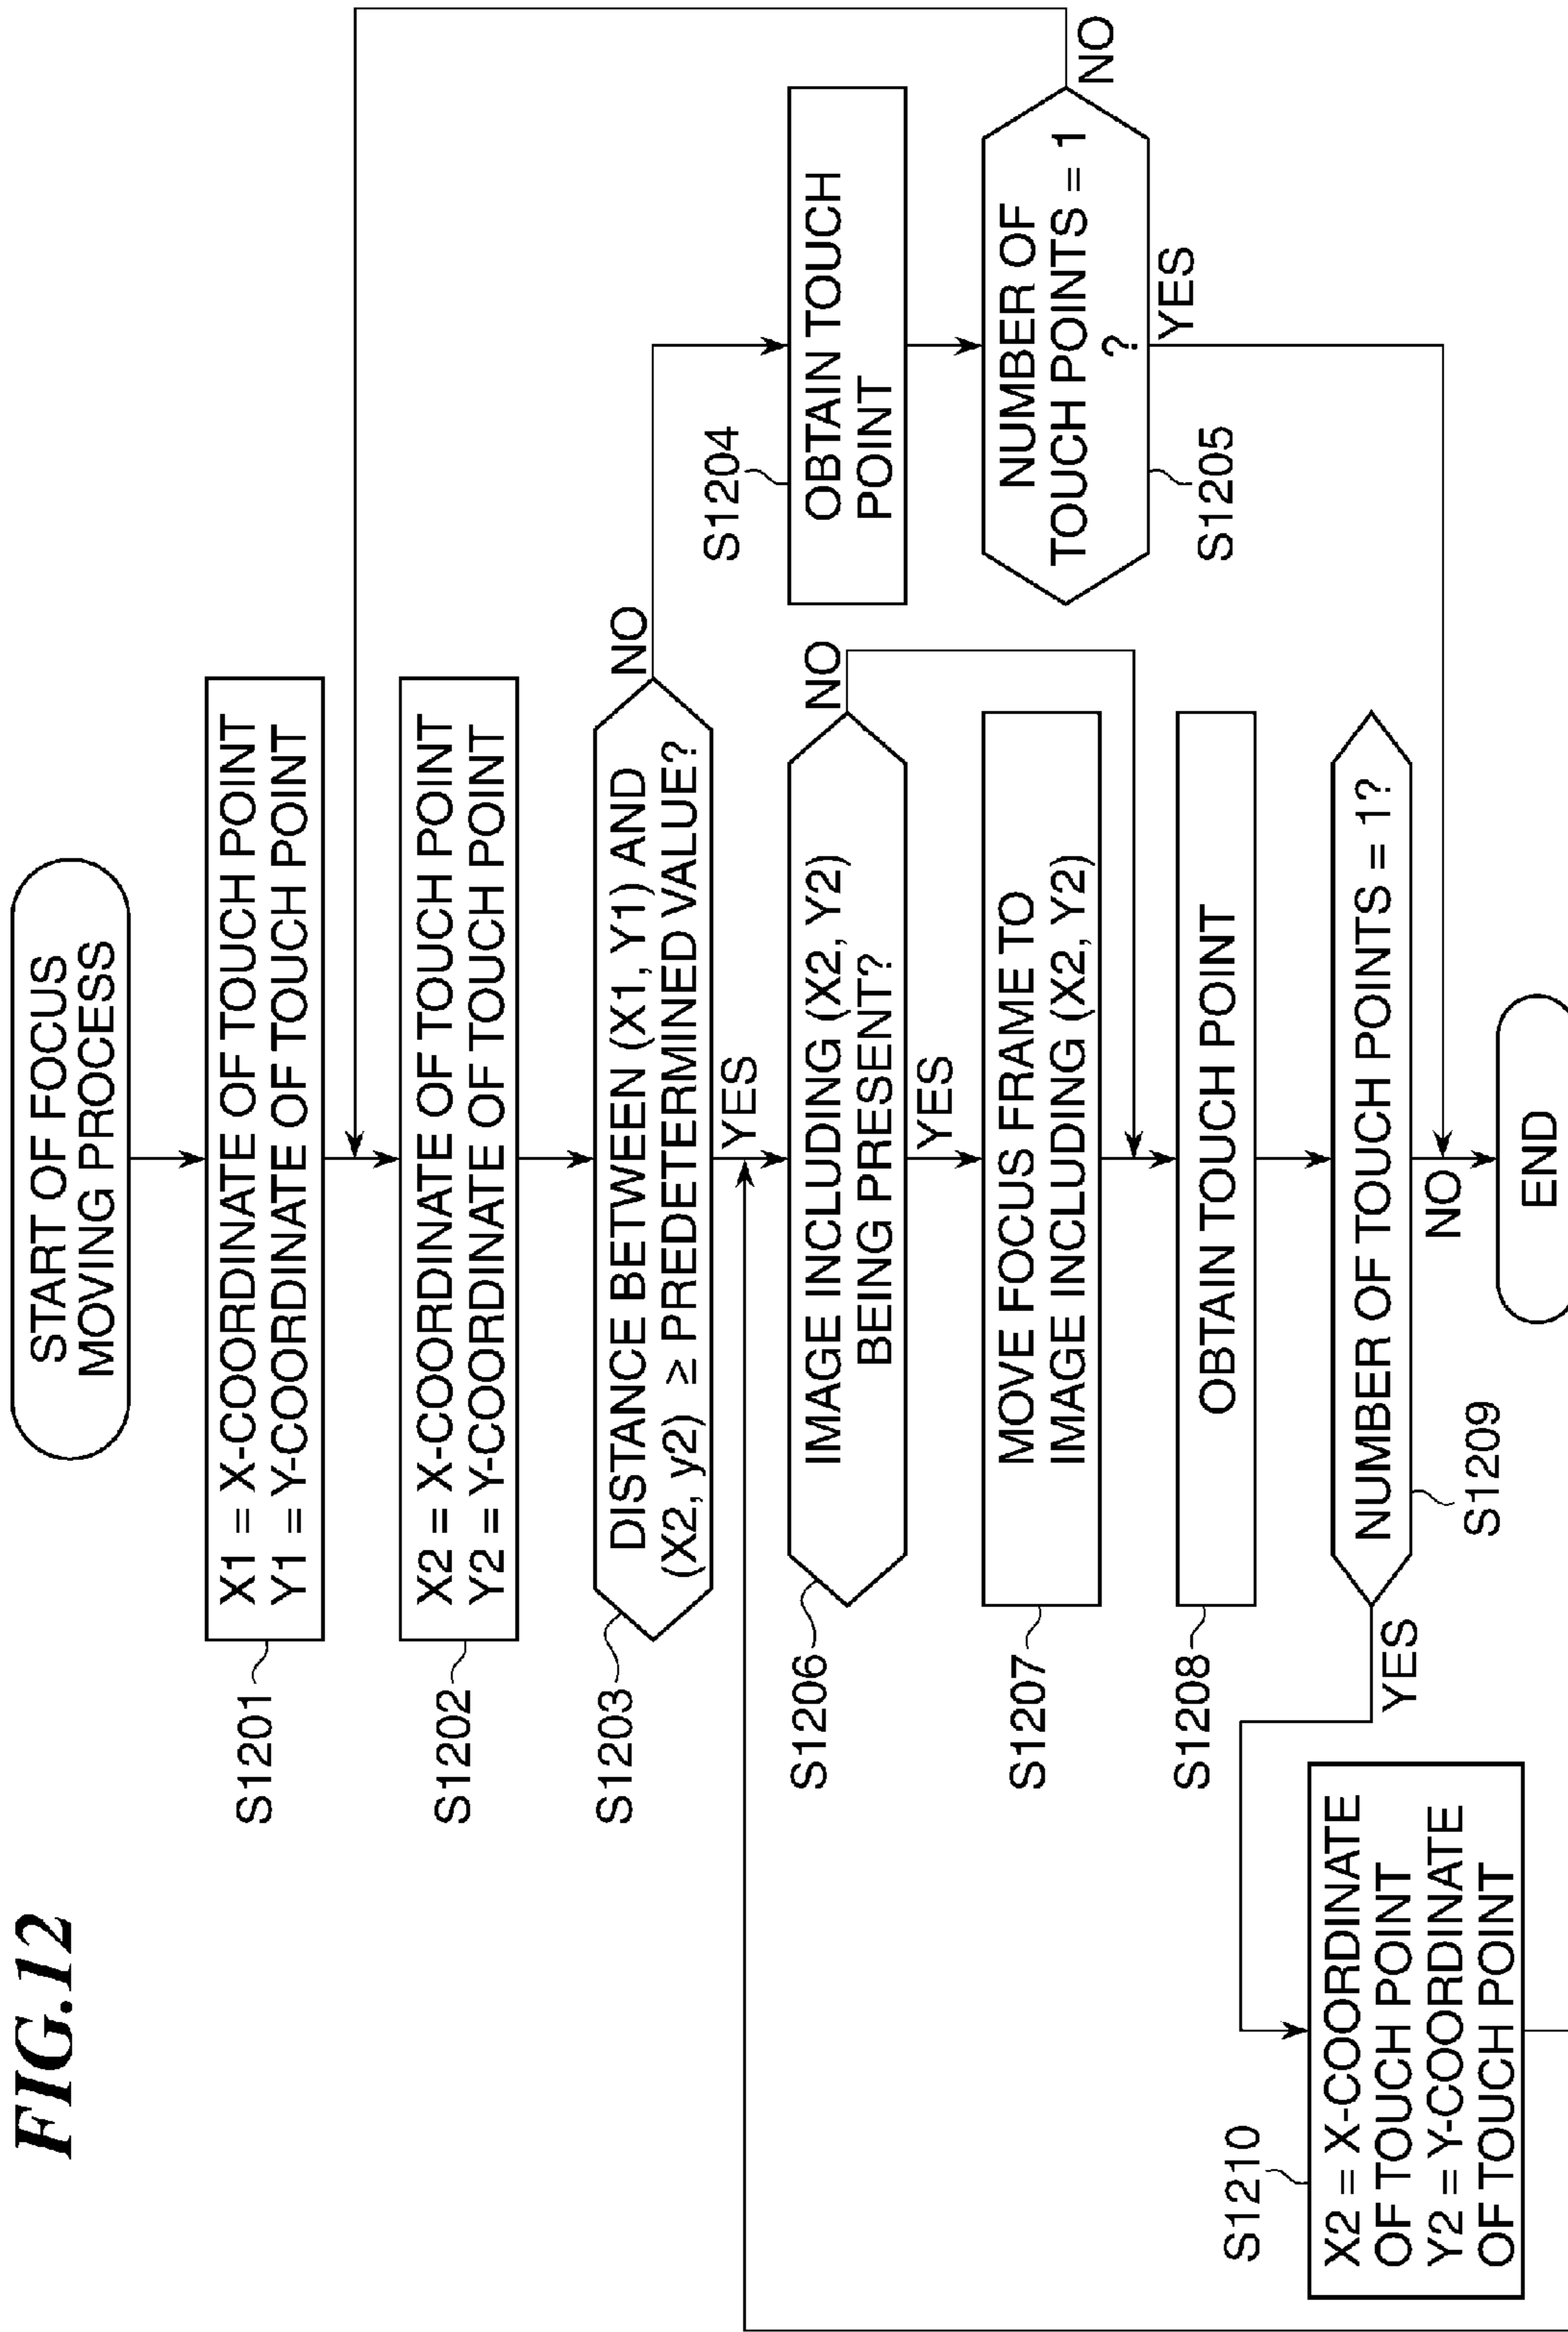 FIG.12
START OF FOCUS
MOVING PROCESS
S1201
X1 = X-COORDINATE OF TOUCH POINT
Y1 = Y-COORDINATE OF TOUCH POINT
S1202
X2 = X-COORDINATE OF TOUCH POINT
Y2 = Y-COORDINATE OF TOUCH POINT
S1203
DISTANCE BETWEEN (X1, Y1) AND
(X2, y2) ≥ PREDETERMINED VALUE?
NO
YES
S1204
OBTAIN TOUCH
POINT
S1205
NUMBER OF
TOUCH POINTS = 1
?
NO
YES
S1206
IMAGE INCLUDING (X2, Y2)
BEING PRESENT?
NO
YES
S1207
MOVE FOCUS FRAME TO
IMAGE INCLUDING (X2, Y2)
S1208
OBTAIN TOUCH POINT
S1209
NUMBER OF TOUCH POINTS = 1?
YES
NO
S1210
X2 = X-COORDINATE
OF TOUCH POINT
Y2 = Y-COORDINATE
OF TOUCH POINT
END